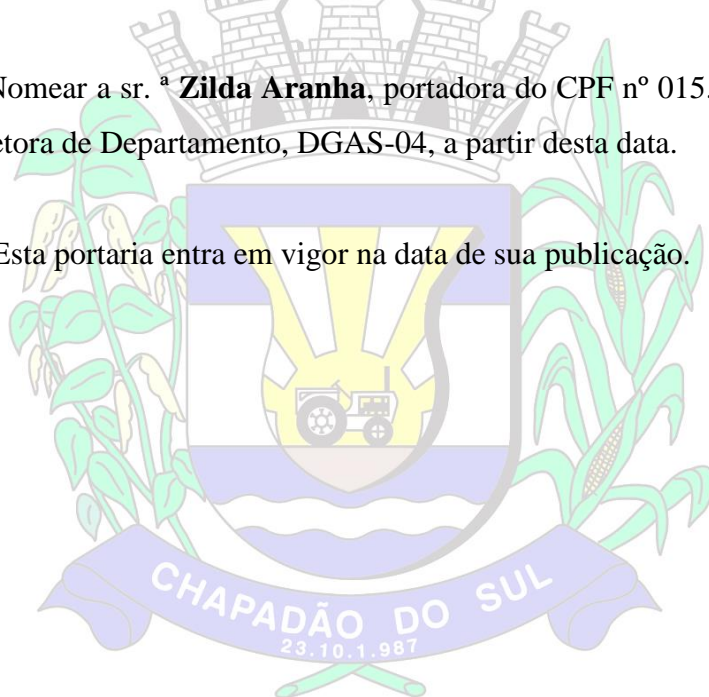 Nomear a sr. ª Zilda Aranha, portadora do CPF nº 015.
etora de Departamento, DGAS-04, a partir desta data.
Esta portaria entra em vigor na data de sua publicação.
CHAPADÃO DO SUL
23.10.1.987